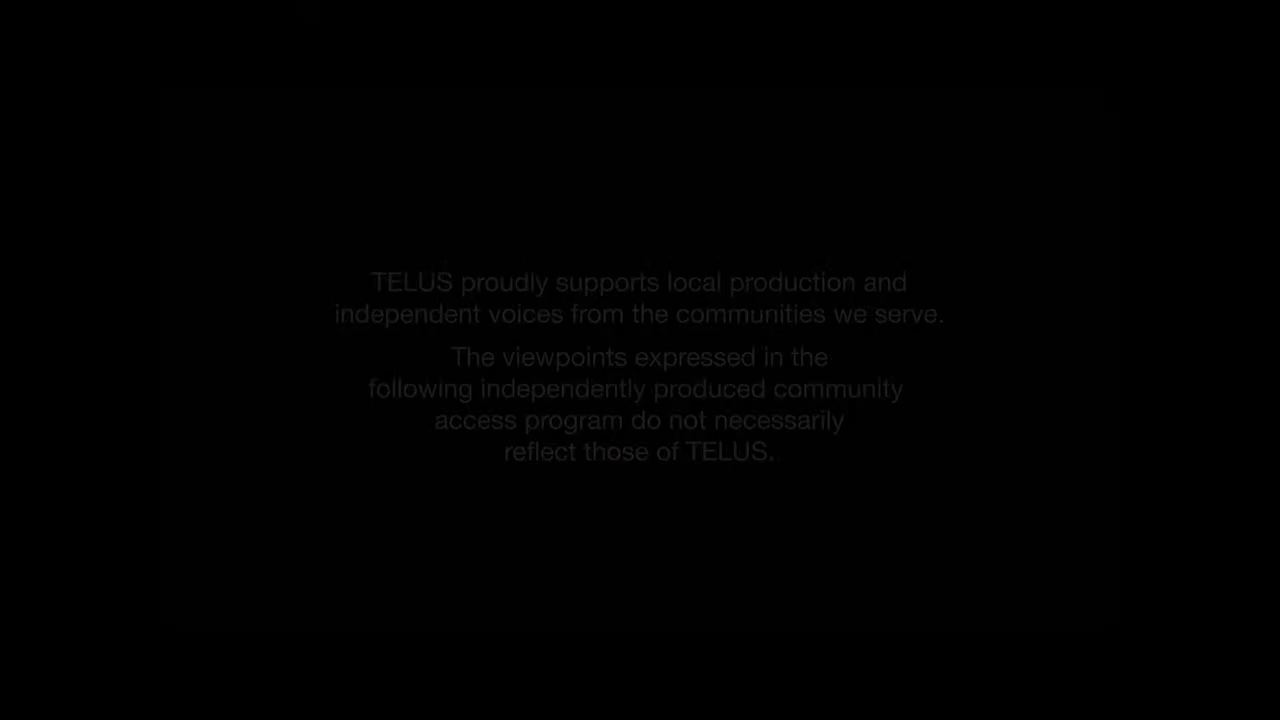 TELUS proudly supports local production and
independent voices from the communities we serve.
The viewpoints expressed in the
following independently produced community
access program do not necessarily
reflect those of TELUS.